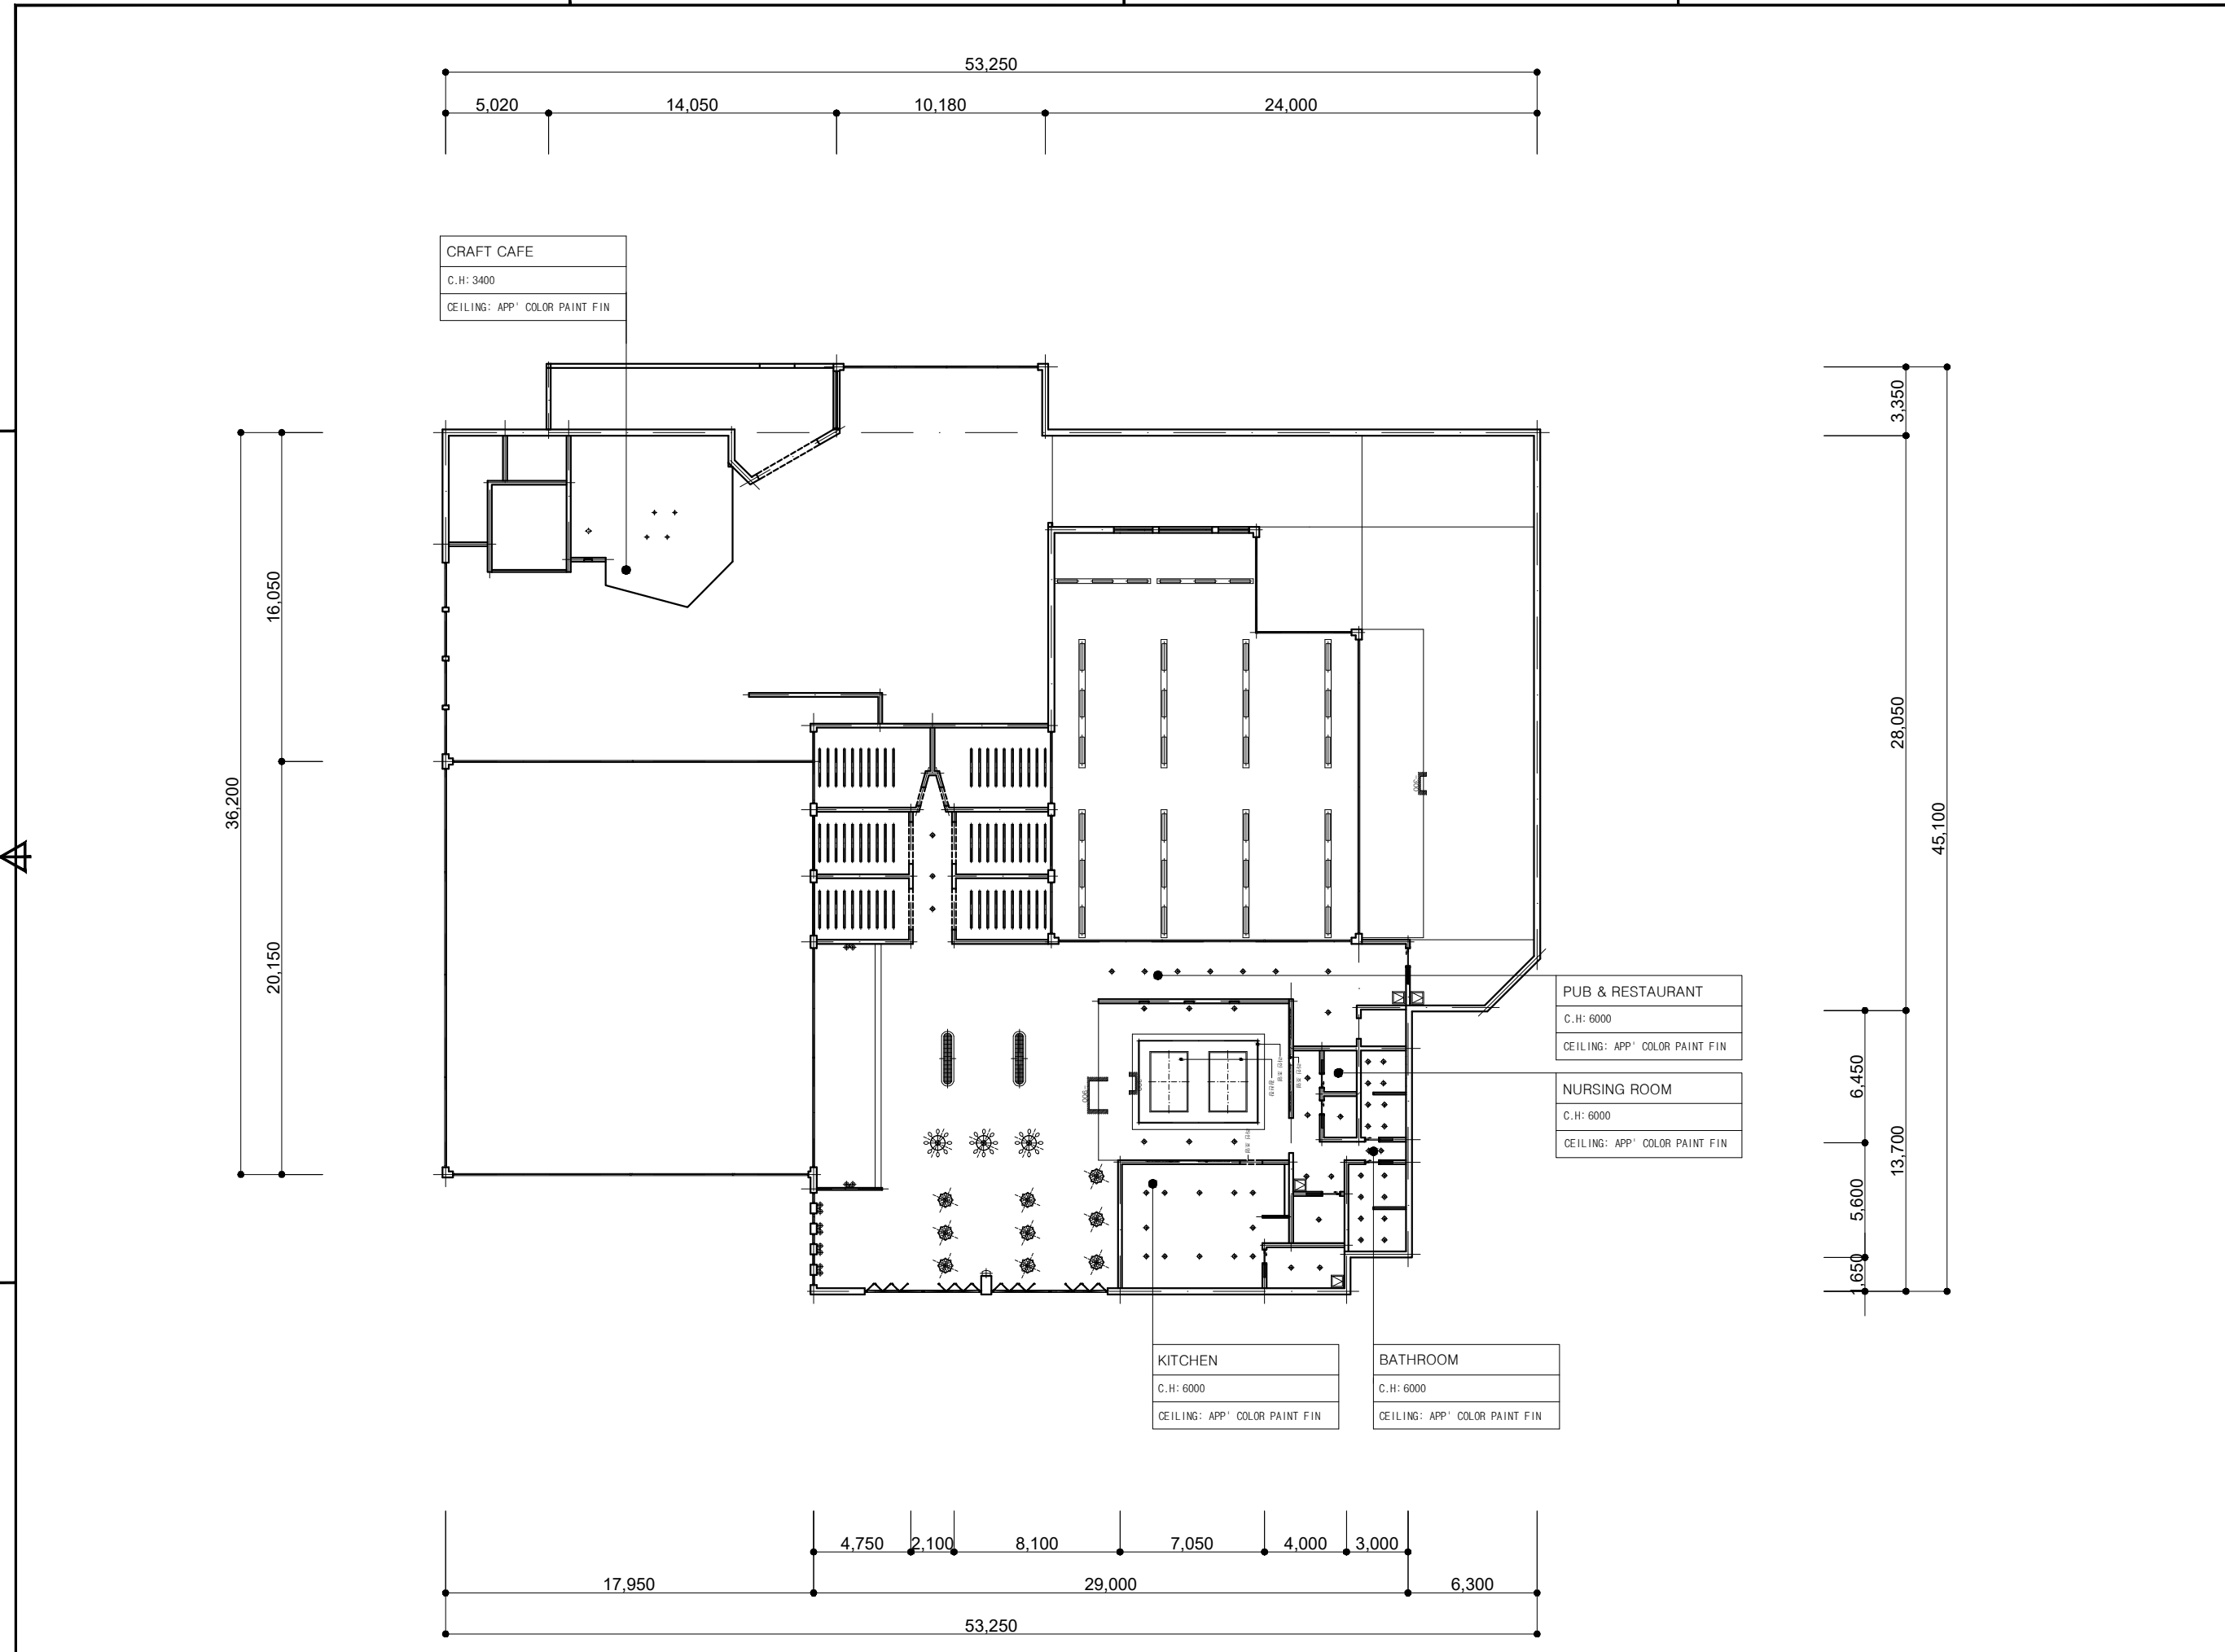 53,250
5,020 14,050 10,180 24,000
CRAFT CAFE
C.H: 3400
CEILING: APP' COLOR PAINT FIN
3,350
28,050
45,100
16,050
36,200
20,150
PUB & RESTAURANT
C.H: 6000
CEILING: APP' COLOR PAINT FIN
NURSING ROOM
C.H: 6000
CEILING: APP' COLOR PAINT FIN
6,450
13,700
5,600
1,650
KITCHEN
C.H: 6000
CEILING: APP' COLOR PAINT FIN
BATHROOM
C.H: 6000
CEILING: APP' COLOR PAINT FIN
4,750 2,100 8,100 7,050 4,000 3,000
17,950 29,000 6,300
53,250